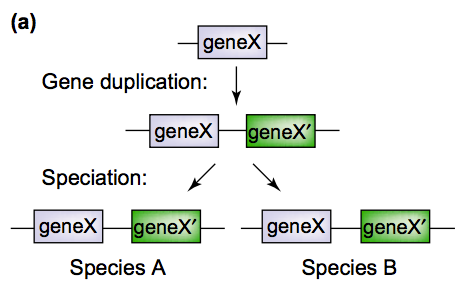 (a)
geneX
Gene duplication:
geneX geneX′
Speciation:
geneX geneX′ geneX geneX′
Species A Species B